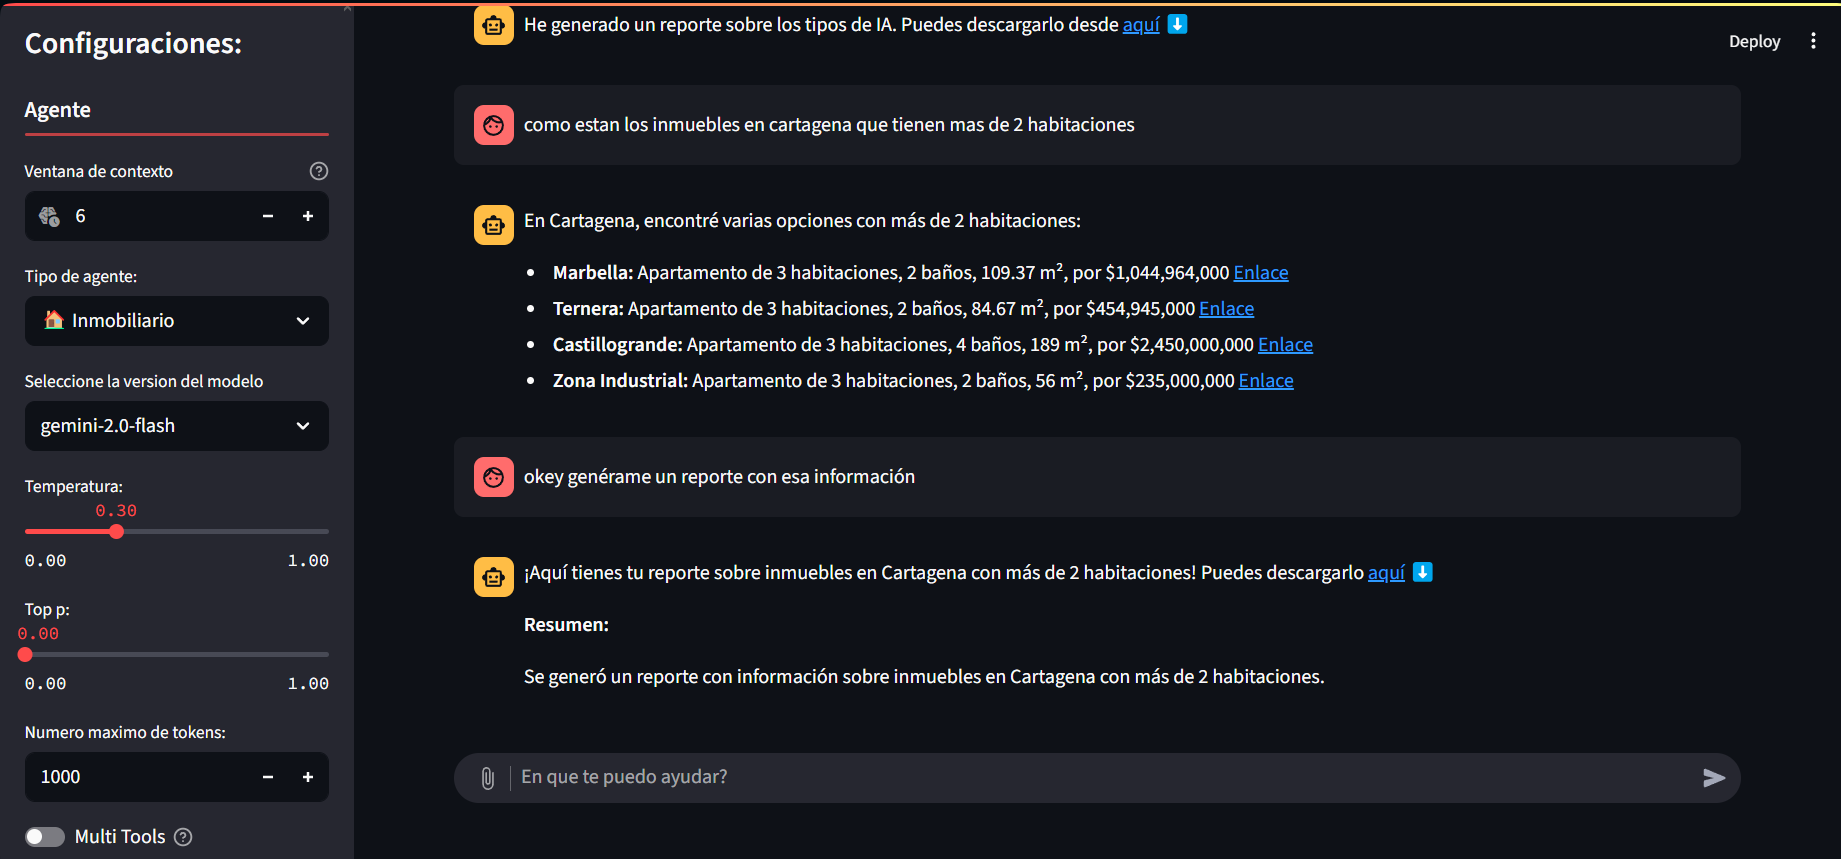 Configuraciones:
Agente
Ventana de contexto
6
Tipo de agente:
Inmobiliario
Seleccione la version del modelo
gemini-2.0-flash
Temperatura:
0.30
0.00 1.00
Top p:
0.00
0.00 1.00
Numero maximo de tokens:
1000
Multi Tools
Deploy
He generado un reporte sobre los tipos de IA. Puedes descargarlo desde aquí
como estan los inmuebles en cartagena que tienen mas de 2 habitaciones
En Cartagena, encontré varias opciones con más de 2 habitaciones:
Marbella: Apartamento de 3 habitaciones, 2 baños, 109.37 m², por $1,044,964,000 Enlace
Ternera: Apartamento de 3 habitaciones, 2 baños, 84.67 m², por $454,945,000 Enlace
Castillogrande: Apartamento de 3 habitaciones, 4 baños, 189 m², por $2,450,000,000 Enlace
Zona Industrial: Apartamento de 3 habitaciones, 2 baños, 56 m², por $235,000,000 Enlace
okey genérame un reporte con esa información
¡Aquí tienes tu reporte sobre inmuebles en Cartagena con más de 2 habitaciones! Puedes descargarlo aquí
Resumen:
Se generó un reporte con información sobre inmuebles en Cartagena con más de 2 habitaciones.
En que te puedo ayudar?